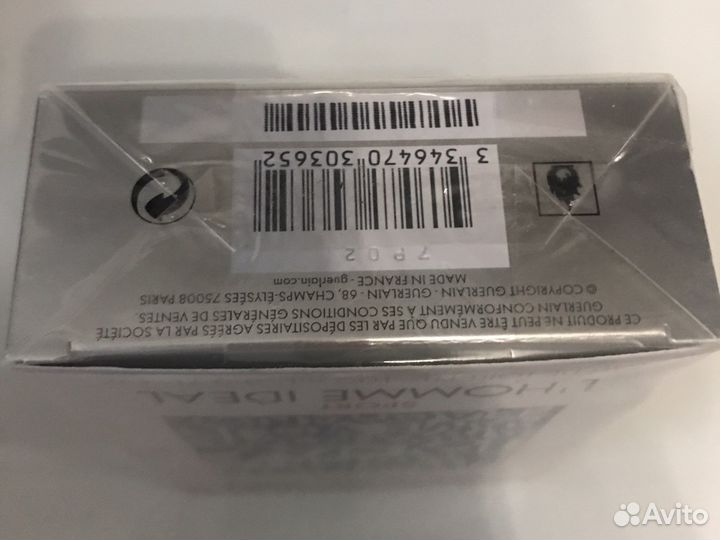 SPORT
L'HOMME IDEAL
CE PRODUIT NE PEUT ÊTRE VENDU QUE PAR LES DÉPOSITAIRES AGRÉÉS PAR LA SOCIÉTÉ
GUERLAIN CONFORMÉMENT À SES CONDITIONS GÉNÉRALES DE VENTES.
© COPYRIGHT GUERLAIN - GUERLAIN - 68, CHAMPS-ÉLYSÉES 75008 PARIS
MADE IN FRANCE - guerlain.com
7P02
3 346470 303652
Avito